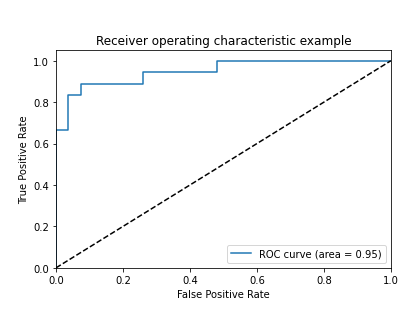 Receiver operating characteristic example
1.0
0.8
0.6
0.4
0.2
0.0
True Positive Rate
ROC curve (area = 0.95)
0.0 0.2 0.4 0.6 0.8 1.0
False Positive Rate